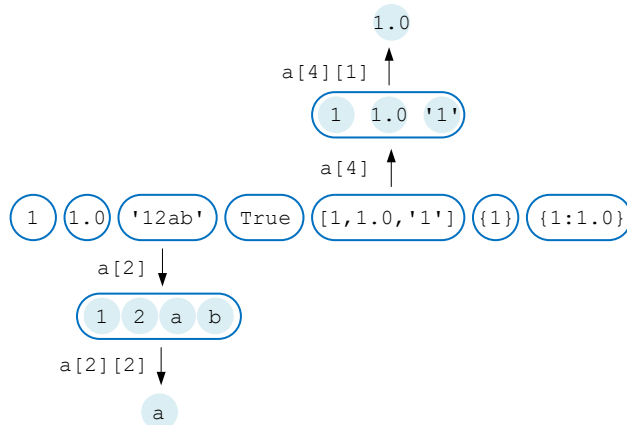 1.0
a[4][1]
1 1.0 '1'
a[4]
1 1.0 '12ab' True [1,1.0,'1'] {1} {1:1.0}
a[2]
1 2 a b
a[2][2]
a